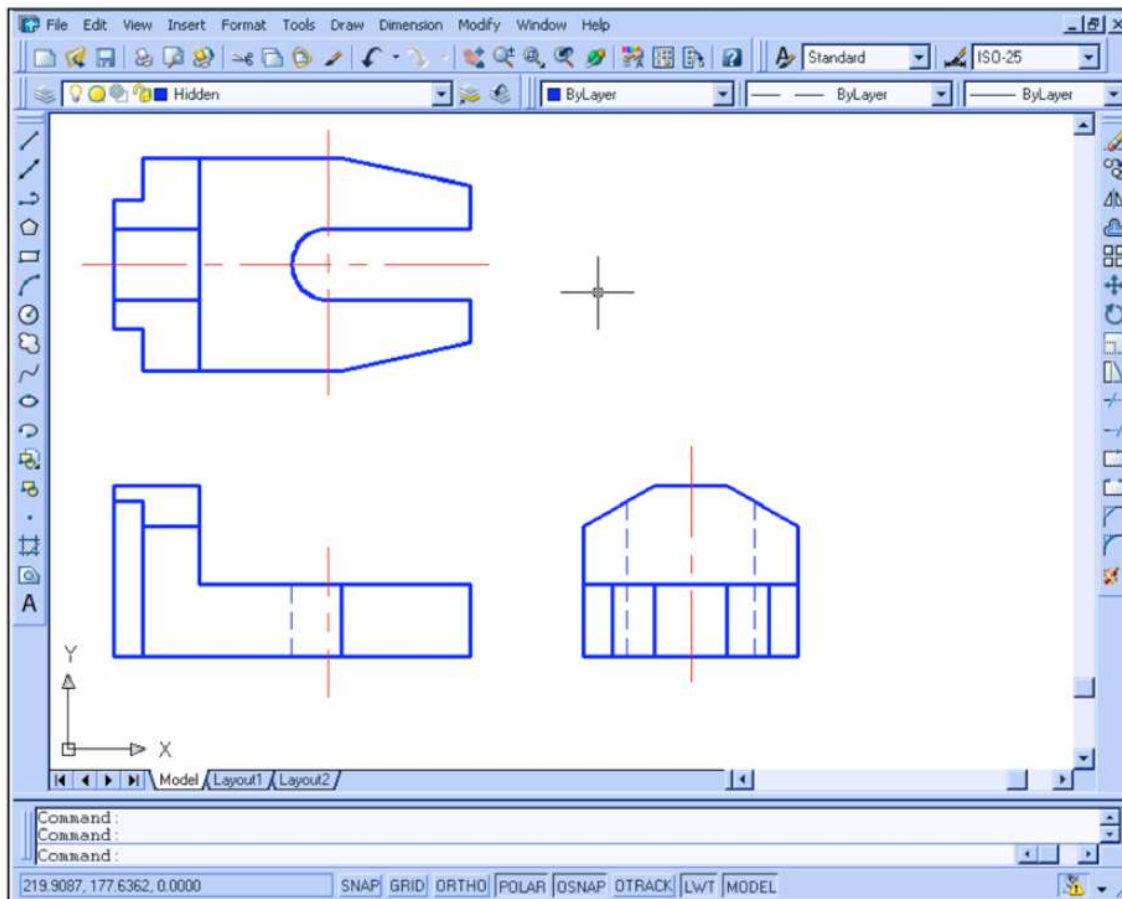 File Edit View Insert Format Tools Draw Dimension Modify Window Help
Standard ISO-25
Hidden ByLayer ByLayer ByLayer
A
Y
X
Model Layout1 Layout2
Command:
Command:
Command:
219.9087, 177.6362, 0.0000 SNAP GRID ORTHO POLAR OSNAP OTRACK LWT MODEL